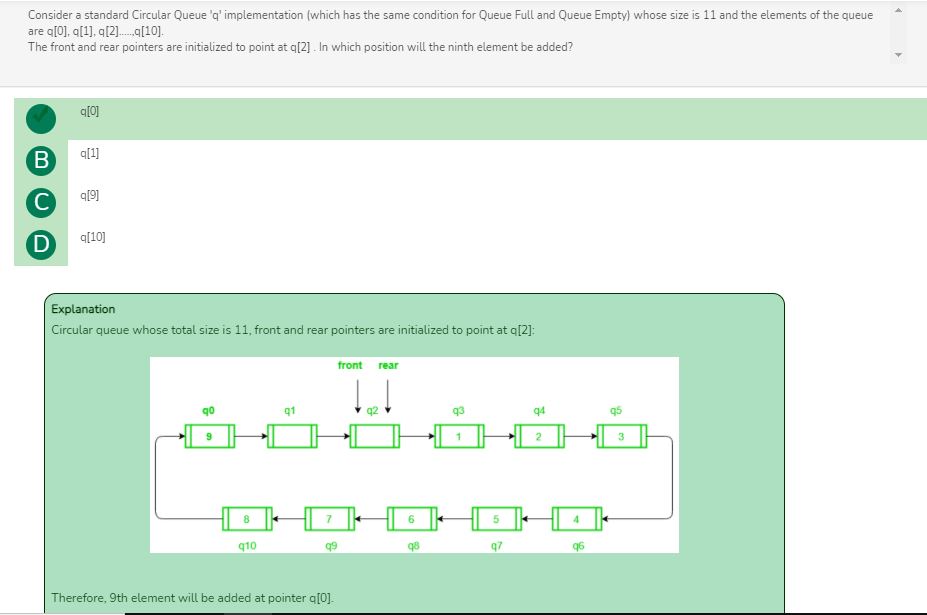 Consider a standard Circular Queue 'q' implementation (which has the same condition for Queue Full and Queue Empty) whose size is 11 and the elements of the queue
are q[0], q[1], q[2].....,q[10].
The front and rear pointers are initialized to point at q[2] . In which position will the ninth element be added?
q[0]
B q[1]
C q[9]
D q[10]
Explanation
Circular queue whose total size is 11, front and rear pointers are initialized to point at q[2]:
front rear
q0 q1 q2 q3 q4 q5
9 1 2 3
8 7 6 5 4
q10 q9 q8 q7 q6
Therefore, 9th element will be added at pointer q[0].